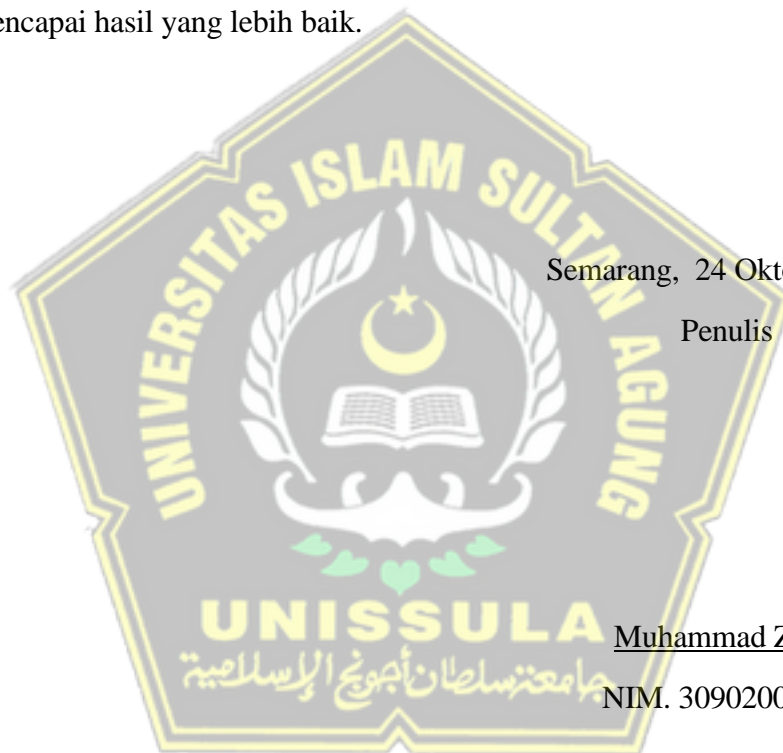 encapai hasil yang lebih baik.
UNIVERSITAS ISLAM SULTAN AGUNG
Semarang, 24 Okt
Penulis
UNISSULA
Muhammad Z
جامعة سلطان أجونج الإسلامية
NIM. 3090200